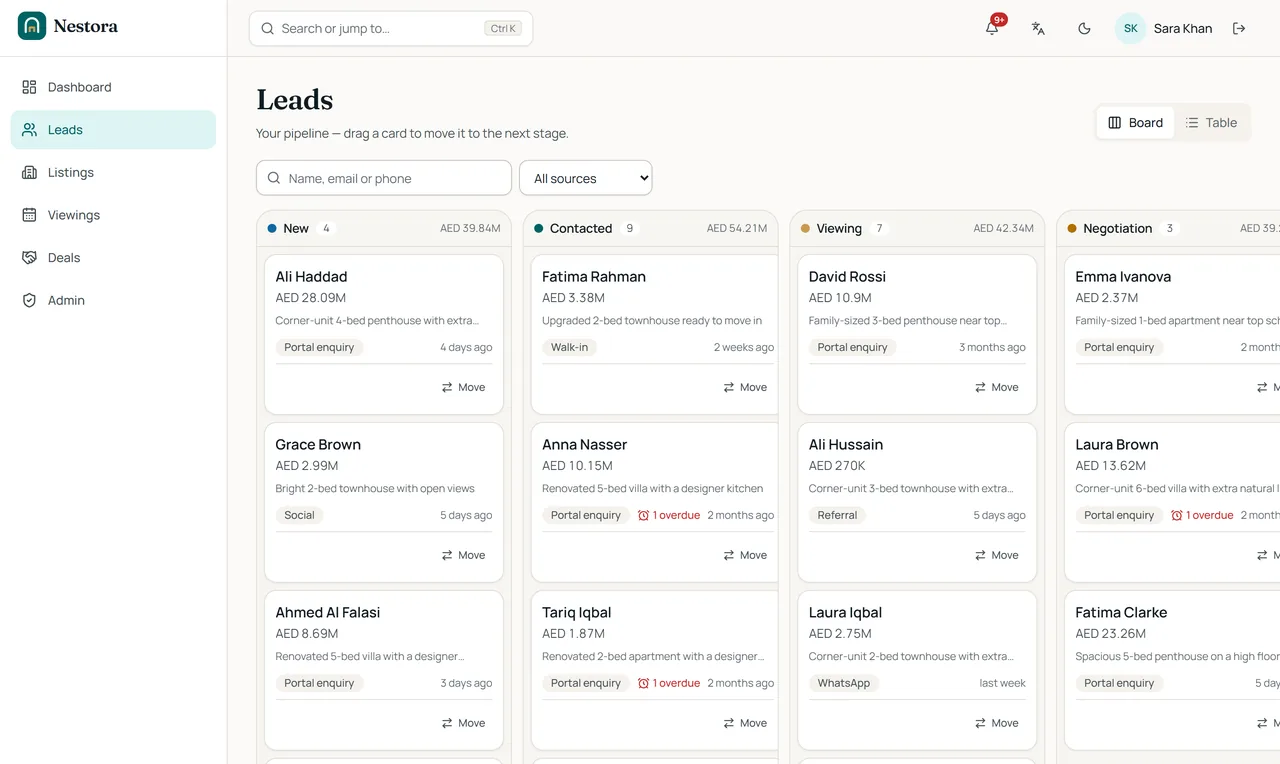 Nestora
Search or jump to...
Ctrl K
9+
SK
Sara Khan
Dashboard
Leads
Listings
Viewings
Deals
Admin
Leads
Your pipeline — drag a card to move it to the next stage.
Board
Table
Name, email or phone
All sources
New 4 AED 39.84M
Ali Haddad
AED 28.09M
Corner-unit 4-bed penthouse with extra...
Portal enquiry 4 days ago
Move
Grace Brown
AED 2.99M
Bright 2-bed townhouse with open views
Social 5 days ago
Move
Ahmed Al Falasi
AED 8.69M
Renovated 5-bed villa with a designer...
Portal enquiry 3 days ago
Move
Contacted 9 AED 54.21M
Fatima Rahman
AED 3.38M
Upgraded 2-bed townhouse ready to move in
Walk-in 2 weeks ago
Move
Anna Nasser
AED 10.15M
Renovated 5-bed villa with a designer kitchen
Portal enquiry 1 overdue 2 months ago
Move
Tariq Iqbal
AED 1.87M
Renovated 2-bed apartment with a designer...
Portal enquiry 1 overdue 2 months ago
Move
Viewing 7 AED 42.34M
David Rossi
AED 10.9M
Family-sized 3-bed penthouse near top...
Portal enquiry 3 months ago
Move
Ali Hussain
AED 270K
Corner-unit 3-bed townhouse with extra...
Referral 5 days ago
Move
Laura Iqbal
AED 2.75M
Corner-unit 2-bed townhouse with extra...
WhatsApp last week
Move
Negotiation 3 AED 39.
Emma Ivanova
AED 2.37M
Family-sized 1-bed apartment near top
Portal enquiry 2
Laura Brown
AED 13.62M
Corner-unit 6-bed villa with extra natural
Portal enquiry 1 overdue 2
Fatima Clarke
AED 23.26M
Spacious 5-bed penthouse on a high floor
Portal enquiry 5